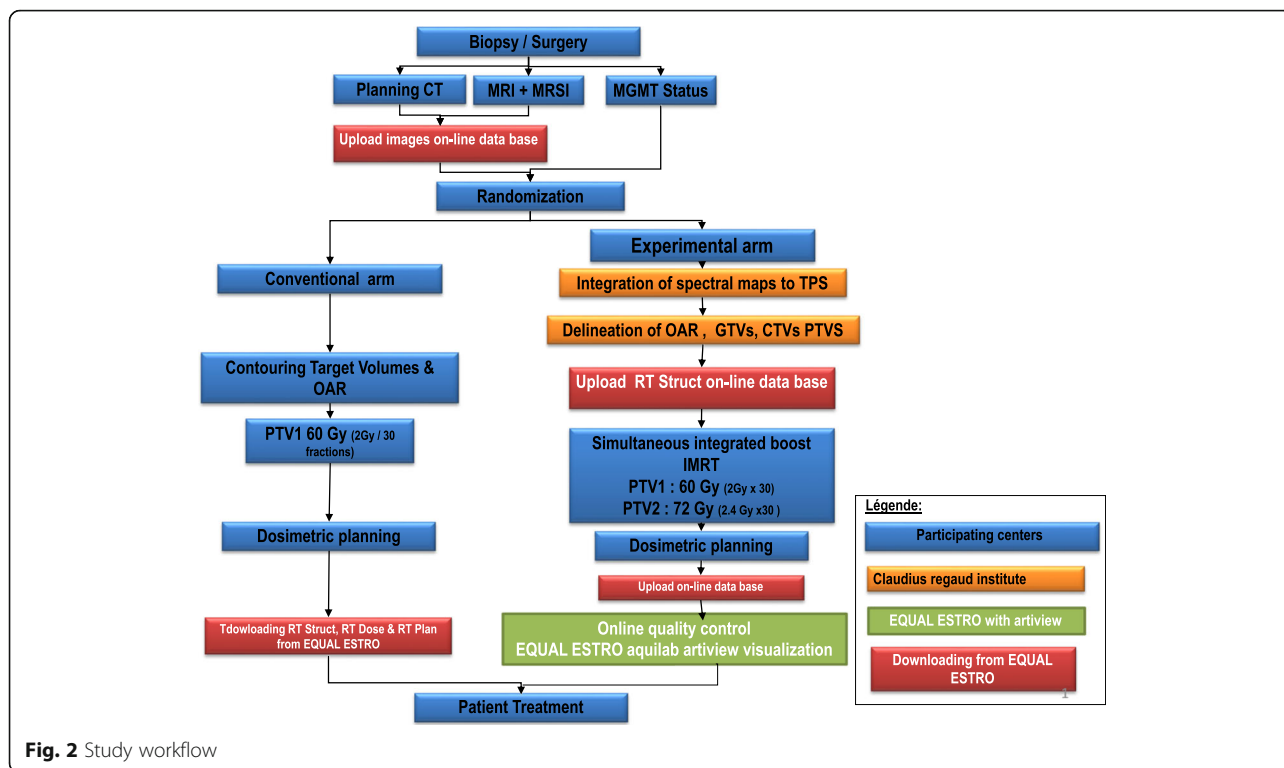 Biopsy / Surgery
Planning CT
MRI + MRSI
MGMT Status
Upload images on-line data base
Randomization
Conventional arm
Contouring Target Volumes &
OAR
PTV1 60 Gy (2Gy / 30
fractions)
Dosimetric planning
Tdowloading RT Struct, RT Dose & RT Plan
from EQUAL ESTRO
Experimental arm
Integration of spectral maps to TPS
Delineation of OAR , GTVs, CTVs PTVS
Upload RT Struct on-line data base
Simultaneous integrated boost
IMRT
PTV1 : 60 Gy (2Gy x 30)
PTV2 : 72 Gy (2.4 Gy x30 )
Dosimetric planning
Upload on-line data base
Online quality control
EQUAL ESTRO aquilab artiview visualization
Patient Treatment
Légende:
Participating centers
Claudius regaud institute
EQUAL ESTRO with artiview
Downloading from EQUAL
ESTRO
1
Fig. 2 Study workflow